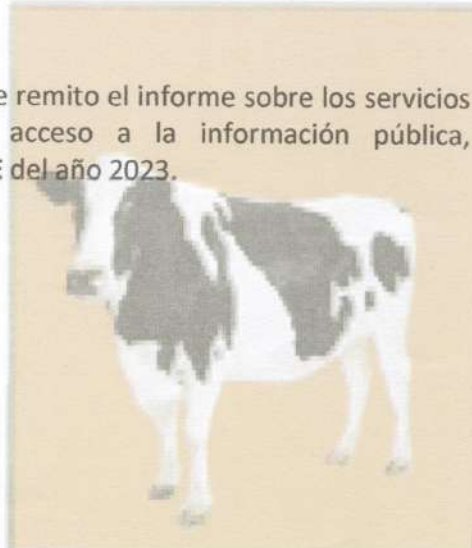 remito el informe sobre los servicios
acceso a la información pública,
del año 2023.